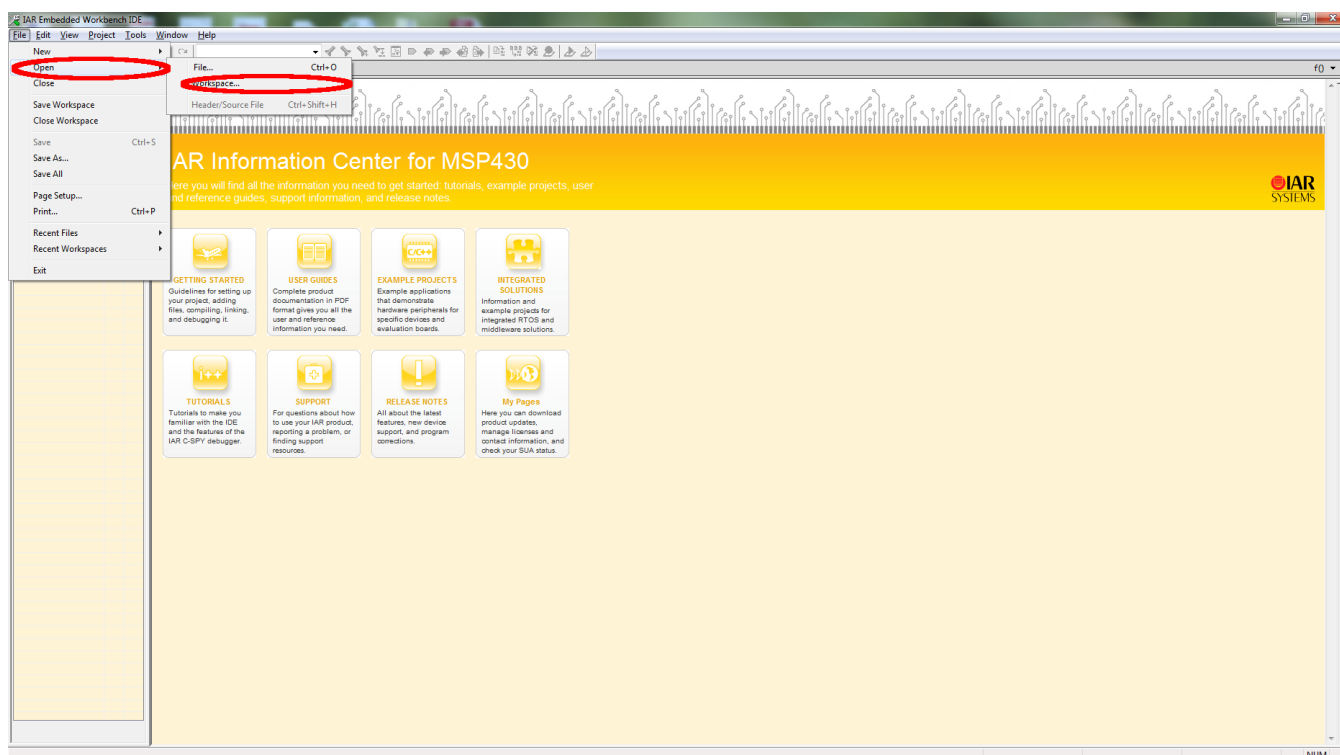 IAR Embedded Workbench IDE
File Edit View Project Tools Window Help
New
Open
Close
Save Workspace
Close Workspace
Save Ctrl+S
Save As...
Save All
Page Setup...
Print... Ctrl+P
Recent Files
Recent Workspaces
Exit
File... Ctrl+O
Workspace...
Header/Source File Ctrl+Shift+H
f()
AR Information Center for MSP430
ere you will find all the information you need to get started: tutorials, example projects, user
nd reference guides, support information, and release notes.
IAR
SYSTEMS
GETTING STARTED
Guidelines for setting up
your project, adding
files, compiling, linking,
and debugging it.
USER GUIDES
Complete product
documentation in PDF
format gives you all the
user and reference
information you need.
C/C++
EXAMPLE PROJECTS
Example applications
that demonstrate
hardware peripherals for
specific devices and
evaluation boards.
INTEGRATED
SOLUTIONS
Information and
example projects for
integrated RTOS and
middleware solutions.
i++
TUTORIALS
Tutorials to make you
familiar with the IDE
and the features of the
IAR C-SPY debugger.
SUPPORT
For questions about how
to use your IAR product,
reporting a problem, or
finding support
resources.
RELEASE NOTES
All about the latest
features, new device
support, and program
corrections.
My Pages
Here you can download
product updates,
manage licenses and
contact information, and
check your SUA status.
NUM